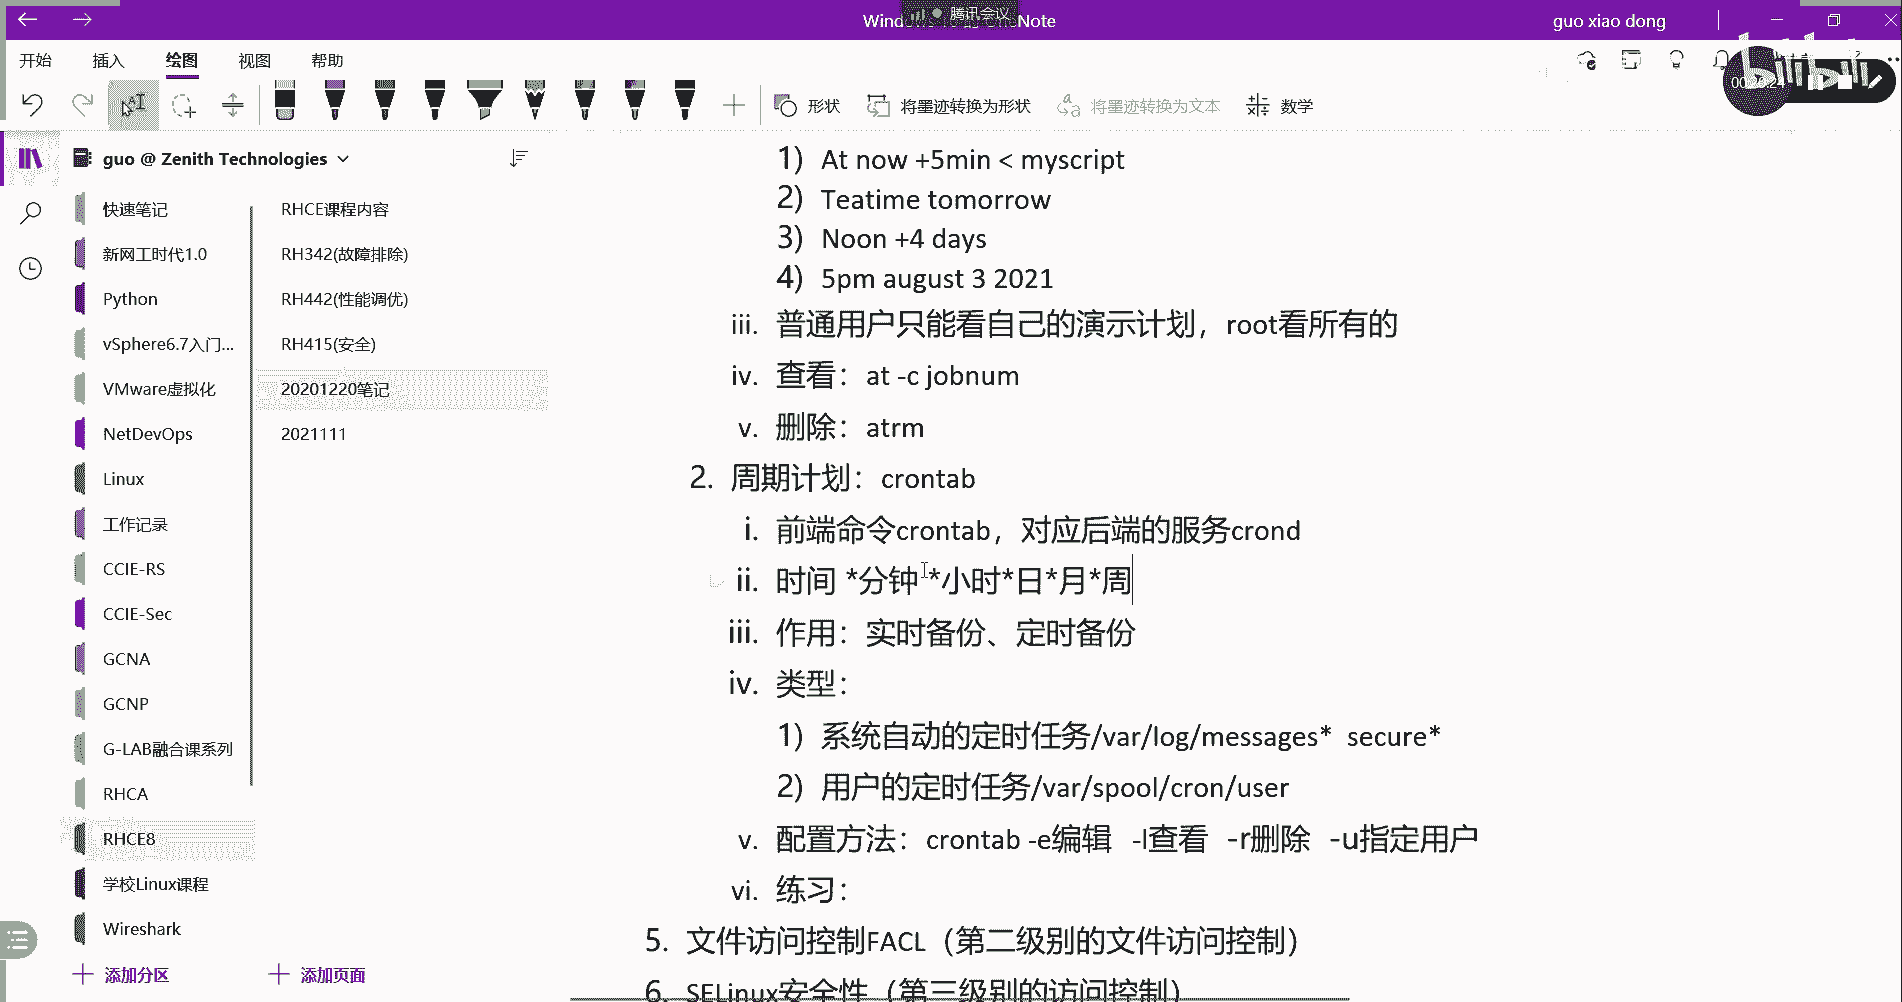 腾讯会议
guo xiao dong
开始 插入 绘图 视图 帮助
形状 将墨迹转换为形状 将墨迹转换为文本 数学
guo @ Zenith Technologies
快速笔记
新网工时代1.0
Python
vSphere6.7入门...
VMware虚拟化
NetDevOps
Linux
工作记录
CCIE-RS
CCIE-Sec
GCNA
GCNP
G-LAB融合课系列
RHCA
RHCE8
学校Linux课程
Wireshark
添加分区
RHCE课程内容
RH342(故障排除)
RH442(性能调优)
RH415(安全)
20201220笔记
2021111
添加页面
1) At now +5min < myscript
2) Teatime tomorrow
3) Noon +4 days
4) 5pm august 3 2021
iii. 普通用户只能看自己的演示计划，root看所有的
iv. 查看：at -c jobnum
v. 删除：atrm
2. 周期计划：crontab
i. 前端命令crontab，对应后端的服务crond
ii. 时间 *分钟 *小时*日*月*周
iii. 作用：实时备份、定时备份
iv. 类型：
1) 系统自动的定时任务/var/log/messages* secure*
2) 用户的定时任务/var/spool/cron/user
v. 配置方法：crontab -e编辑 -l查看 -r删除 -u指定用户
vi. 练习：
5. 文件访问控制FACL（第二级别的文件访问控制）
6. SELinux安全性（第三级别的访问控制）
bilibili